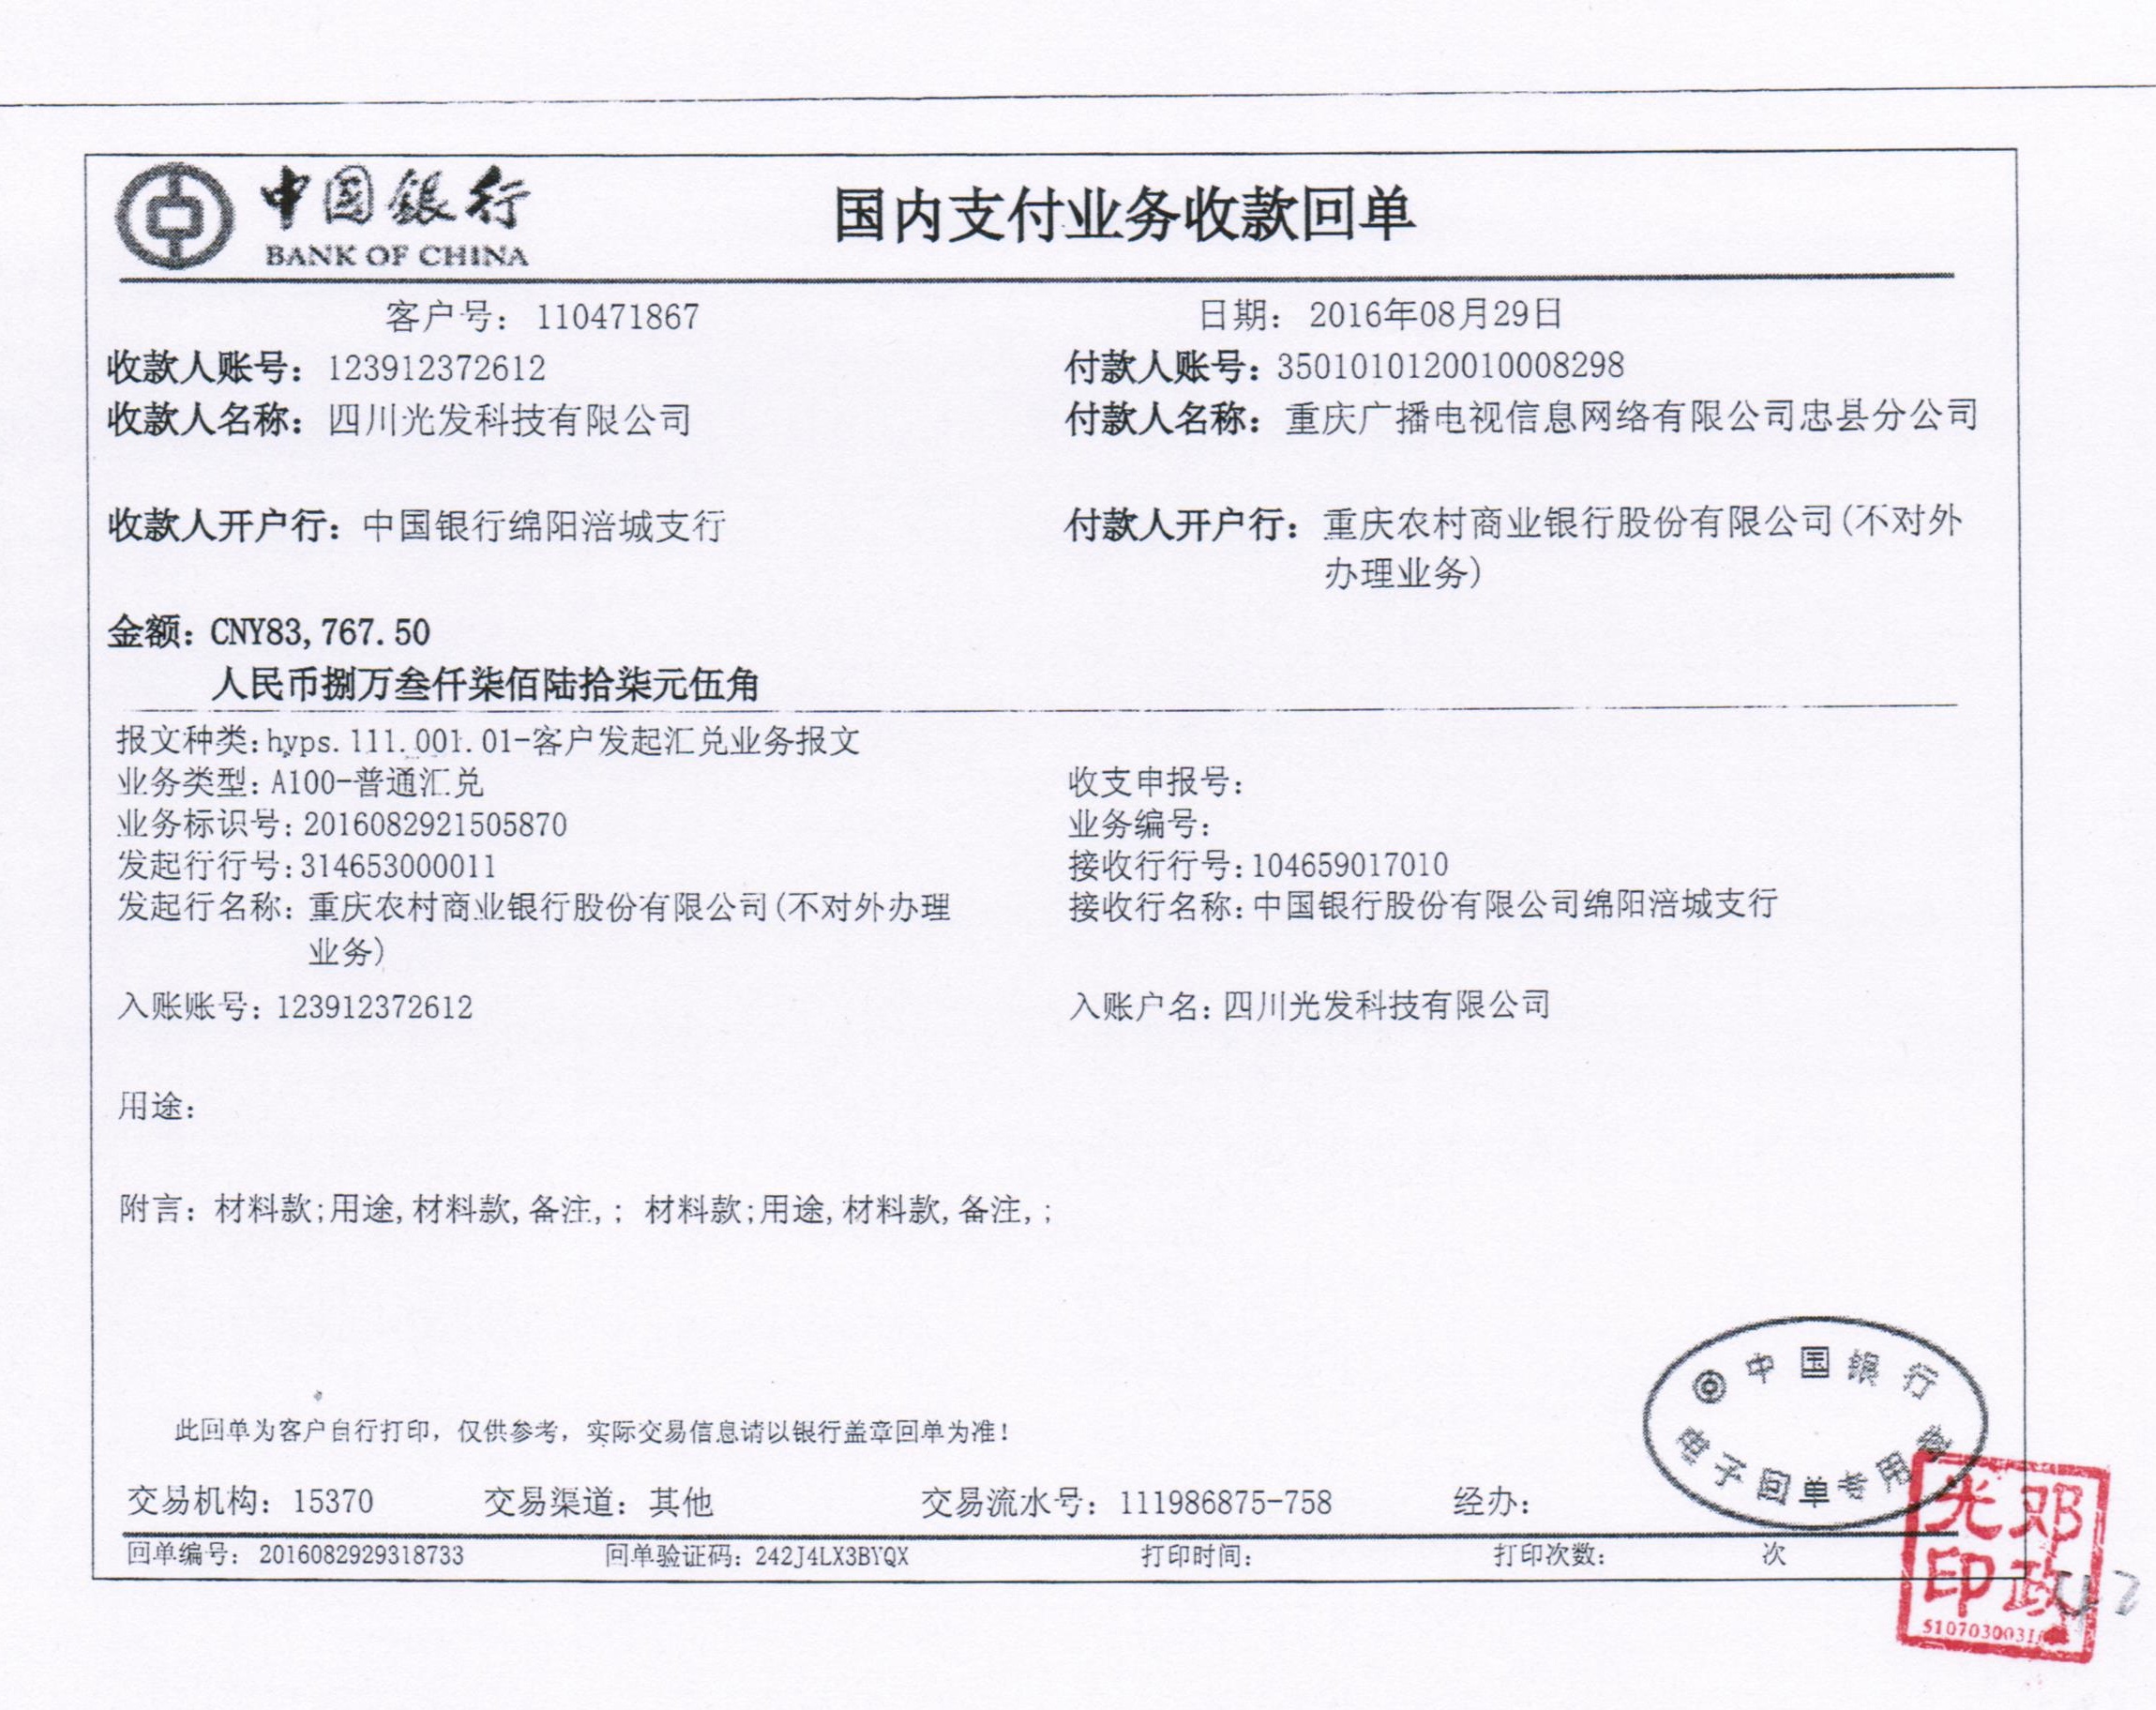 中国银行
BANK OF CHINA
国内支付业务收款回单
客户号：110471867
日期：2016年08月29日
收款人账号：123912372612
付款人账号：3501010120010008298
收款人名称：四川光发科技有限公司
付款人名称：重庆广播电视信息网络有限公司忠县分公司
收款人开户行：中国银行绵阳涪城支行
付款人开户行：重庆农村商业银行股份有限公司(不对外
办理业务)
金额：CNY83,767.50
人民币捌万叁仟柒佰陆拾柒元伍角
报文种类:hvps.111.001.01-客户发起汇兑业务报文
业务类型:A100-普通汇兑
收支申报号:
业务标识号:2016082921505870
业务编号:
发起行行号:314653000011
接收行行号:104659017010
发起行名称:重庆农村商业银行股份有限公司(不对外办理
业务)
接收行名称:中国银行股份有限公司绵阳涪城支行
入账账号:123912372612
入账户名:四川光发科技有限公司
用途:
附言：材料款;用途,材料款,备注,; 材料款;用途,材料款,备注,;
此回单为客户自行打印，仅供参考，实际交易信息请以银行盖章回单为准！
中国银行
电子回单专用章
交易机构：15370
交易渠道：其他
交易流水号：111986875-758
经办：
回单编号：2016082929318733
回单验证码：242J4LX3BYQX
打印时间：
打印次数：
次
邓政
光印